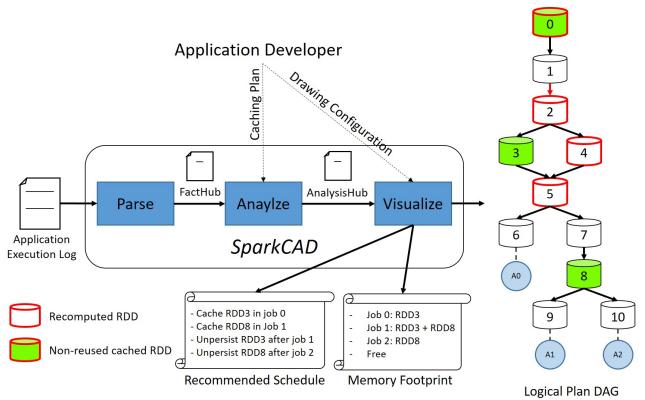 Application Developer
Caching Plan
Drawing Configuration
FactHub
AnalysisHub
Parse
Anaylze
Visualize
SparkCAD
Application
Execution Log
- Cache RDD3 in job 0
- Cache RDD8 in Job 1
- Unpersist RDD3 after job 1
- Unpersist RDD8 after job 2
Recommended Schedule
- Job 0: RDD3
- Job 1: RDD3 + RDD8
- Job 2: RDD8
- Free
Memory Footprint
Recomputed RDD
Non-reused cached RDD
0
1
2
3 4
5
6 7
A0
8
9 10
A1 A2
Logical Plan DAG